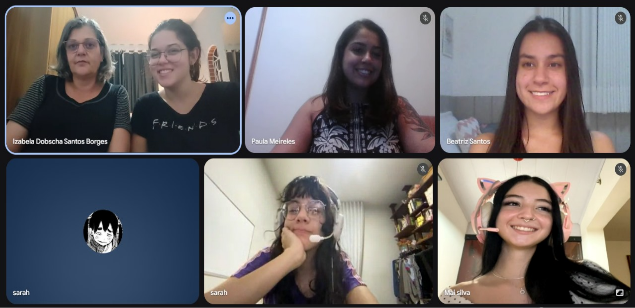 FRIENDS
Izabela Dobscha Santos Borges
Paula Meireles
Beatriz Santos
sarah
sarah
Mai silva